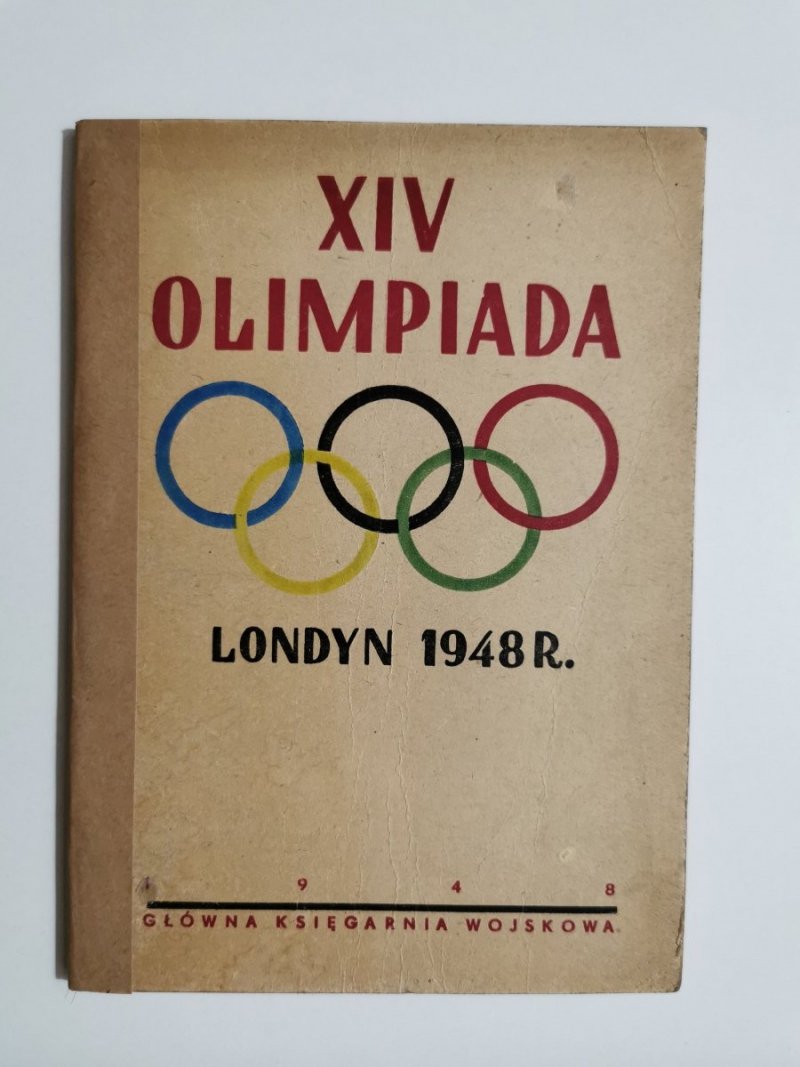 XIV
OLIMPIADA
LONDYN 1948 R.
1 9 4 8
GŁÓWNA KSIĘGARNIA WOJSKOWA